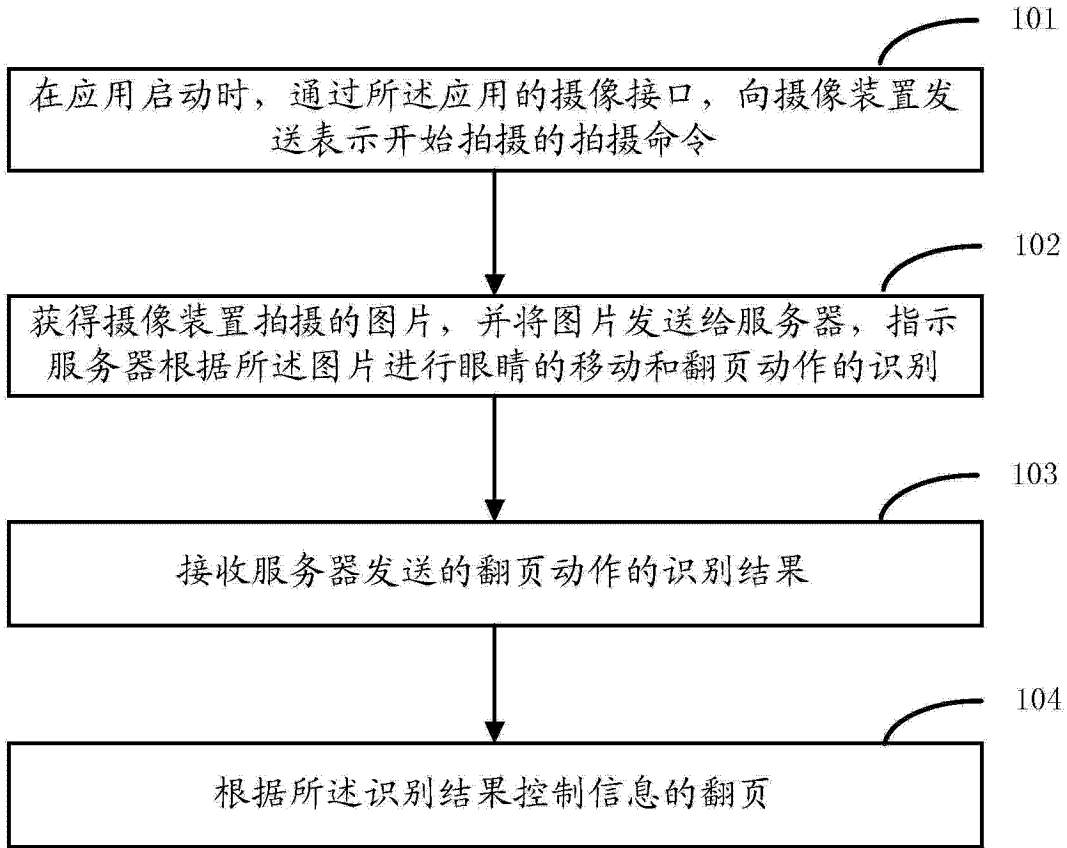 101
在应用启动时，通过所述应用的摄像接口，向摄像装置发
送表示开始拍摄的拍摄命令
102
获得摄像装置拍摄的图片，并将图片发送给服务器，指示
服务器根据所述图片进行眼睛的移动和翻页动作的识别
103
接收服务器发送的翻页动作的识别结果
104
根据所述识别结果控制信息的翻页